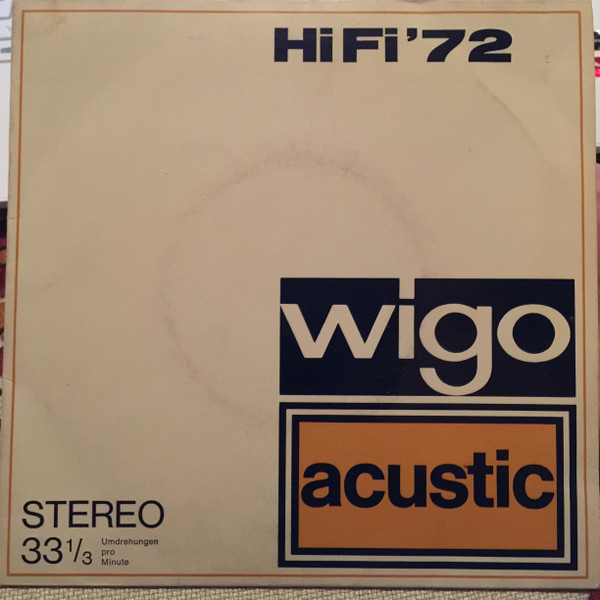 HiFi '72
wigo
acustic
STEREO
33 1/3 Umdrehungen
pro
Minute